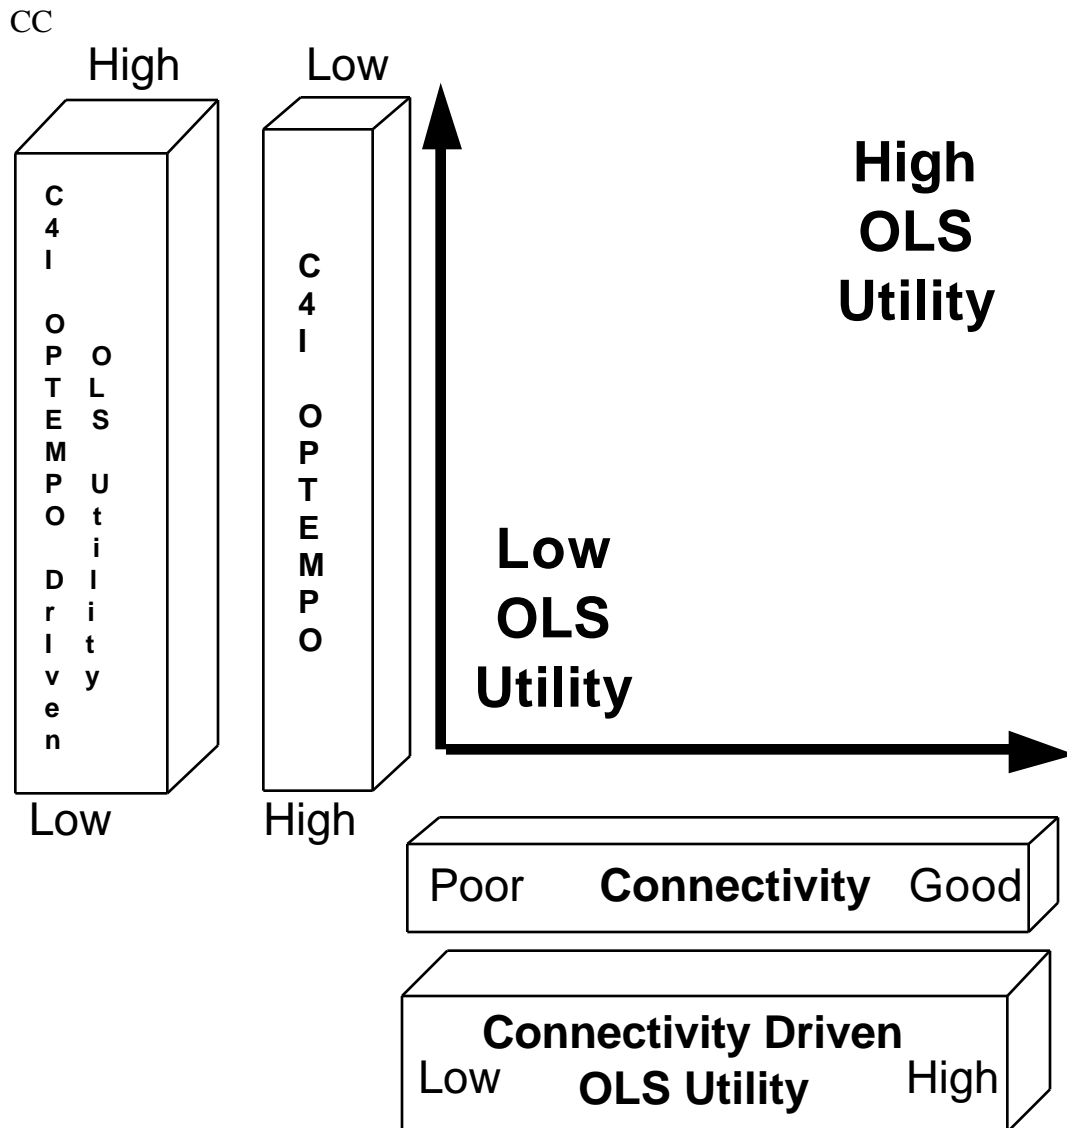 CC
High
Low
C4I OPTEMPO DrIven
OLS Utility
C4I OPTEMPO
High
OLS
Utility
Low
OLS
Utility
Low
High
Poor Connectivity Good
Connectivity Driven
Low OLS Utility High